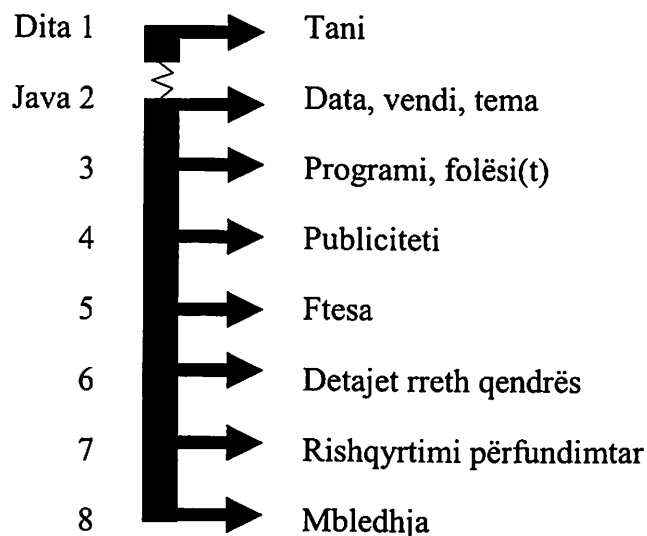 Dita 1 Tani
Java 2 Data, vendi, tema
3 Programi, folësi(t)
4 Publiciteti
5 Ftesa
6 Detajet rreth qendrës
7 Rishqyrtimi përfundimtar
8 Mbledhja